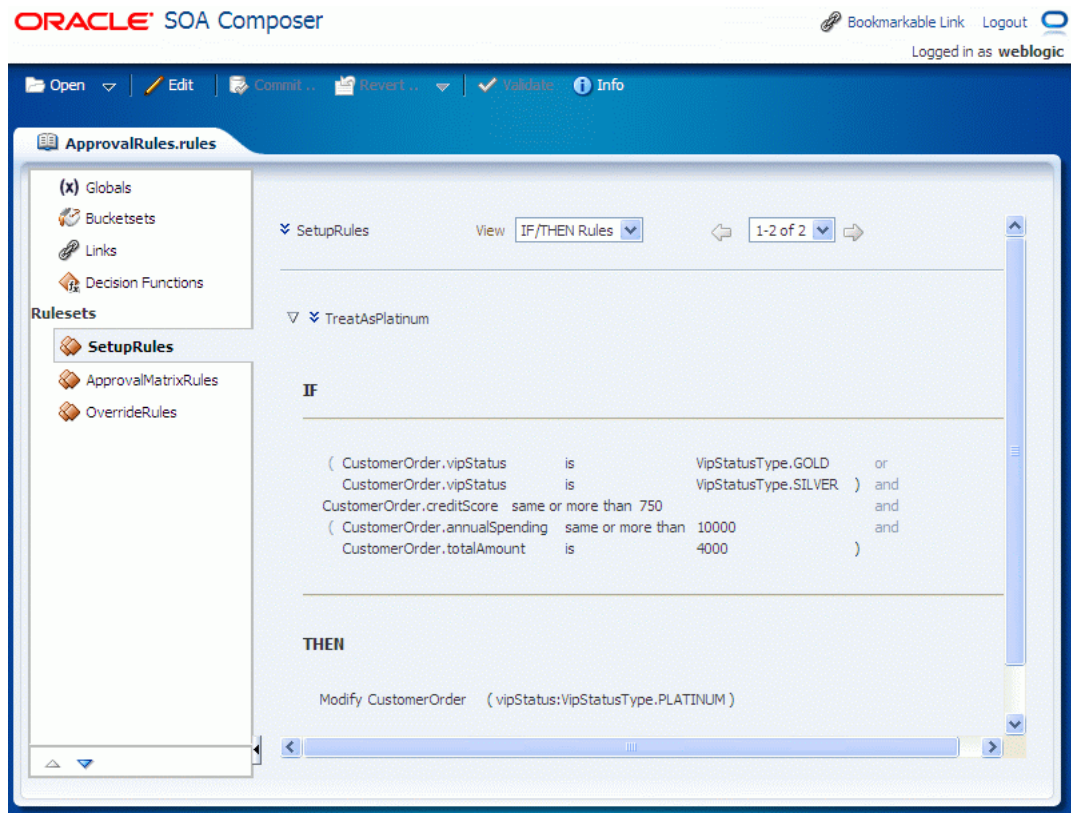 ORACLE SOA Composer
Bookmarkable Link Logout
Logged in as weblogic
Open Edit Commit .. Revert .. Validate Info
ApprovalRules.rules
(x) Globals
Bucketsets
Links
Decision Functions
Rulesets
SetupRules
ApprovalMatrixRules
OverrideRules
SetupRules View IF/THEN Rules 1-2 of 2
TreatAsPlatinum
IF
( CustomerOrder.vipStatus is VipStatusType.GOLD or
CustomerOrder.vipStatus is VipStatusType.SILVER ) and
CustomerOrder.creditScore same or more than 750 and
( CustomerOrder.annualSpending same or more than 10000 and
CustomerOrder.totalAmount is 4000 )
THEN
Modify CustomerOrder ( vipStatus:VipStatusType.PLATINUM )